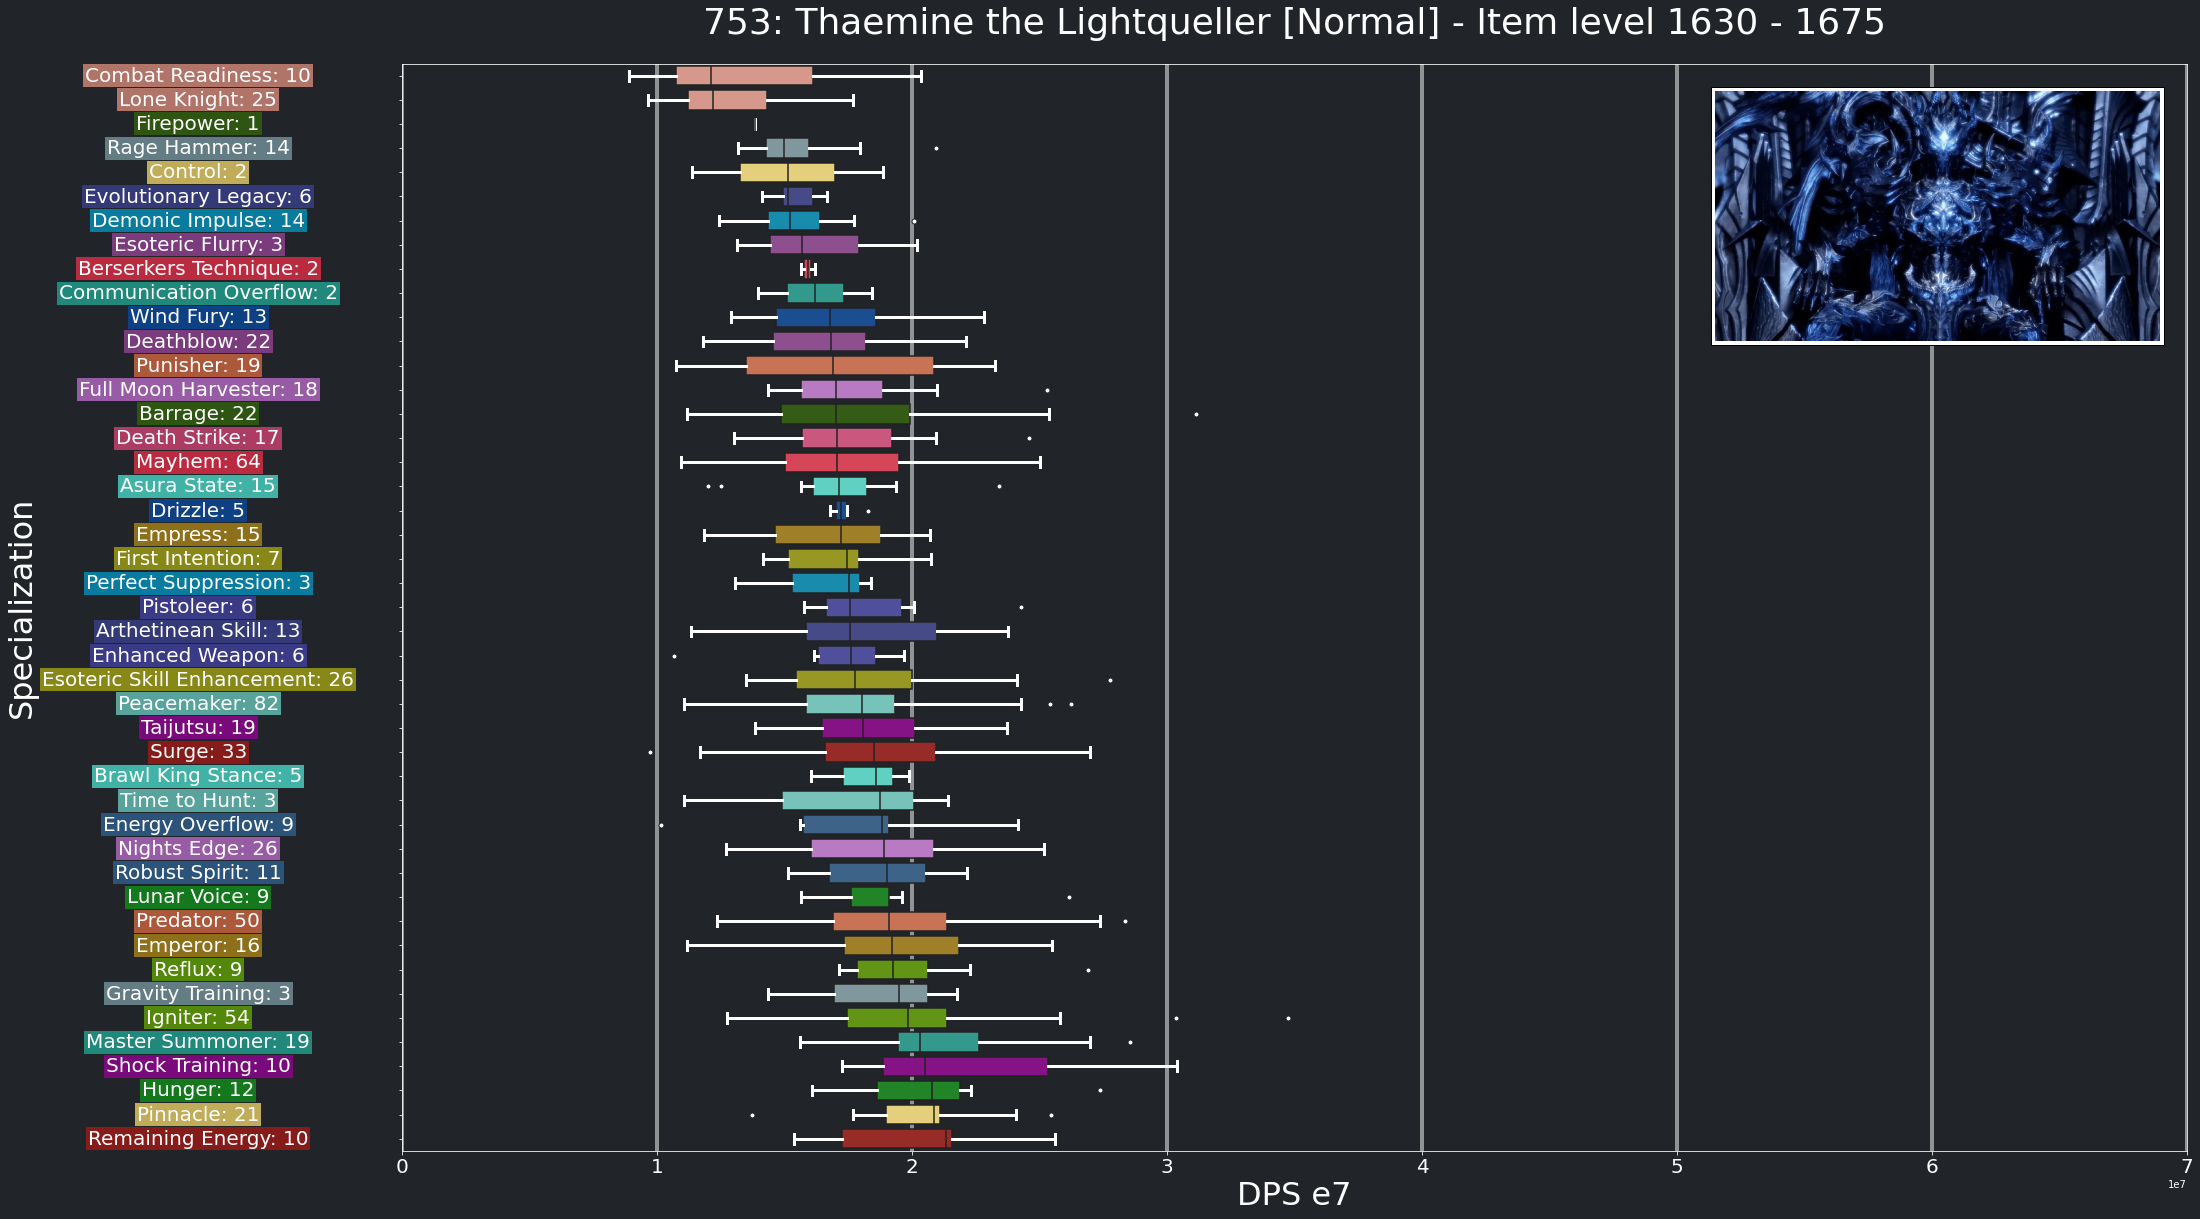 753: Thaemine the Lightqueller [Normal] - Item level 1630 - 1675
Specialization
Combat Readiness: 10
Lone Knight: 25
Firepower: 1
Rage Hammer: 14
Control: 2
Evolutionary Legacy: 6
Demonic Impulse: 14
Esoteric Flurry: 3
Berserkers Technique: 2
Communication Overflow: 2
Wind Fury: 13
Deathblow: 22
Punisher: 19
Full Moon Harvester: 18
Barrage: 22
Death Strike: 17
Mayhem: 64
Asura State: 15
Drizzle: 5
Empress: 15
First Intention: 7
Perfect Suppression: 3
Pistoleer: 6
Arthetinean Skill: 13
Enhanced Weapon: 6
Esoteric Skill Enhancement: 26
Peacemaker: 82
Taijutsu: 19
Surge: 33
Brawl King Stance: 5
Time to Hunt: 3
Energy Overflow: 9
Nights Edge: 26
Robust Spirit: 11
Lunar Voice: 9
Predator: 50
Emperor: 16
Reflux: 9
Gravity Training: 3
Igniter: 54
Master Summoner: 19
Shock Training: 10
Hunger: 12
Pinnacle: 21
Remaining Energy: 10
0 1 2 3 4 5 6 7
1e7
DPS e7